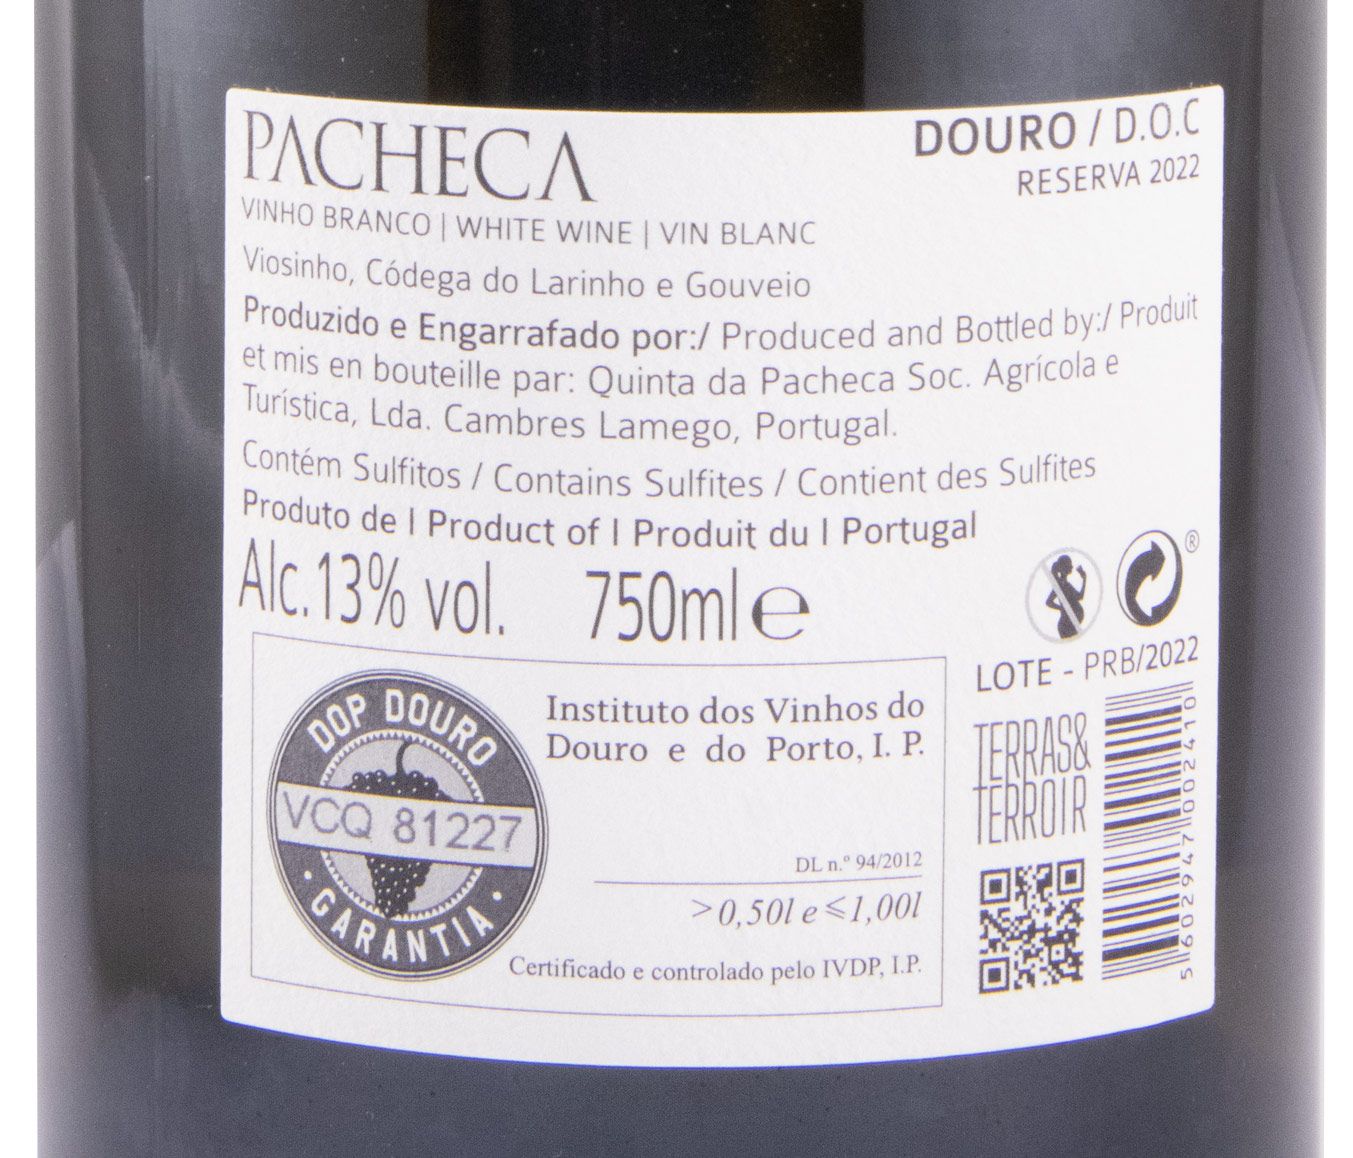 PACHECA
DOURO / D.O.C
RESERVA 2022
VINHO BRANCO | WHITE WINE | VIN BLANC
Viosinho, Códega do Larinho e Gouveio
Produzido e Engarrafado por:/ Produced and Bottled by:/ Produit
et mis en bouteille par: Quinta da Pacheca Soc. Agrícola e
Turística, Lda. Cambres Lamego, Portugal.
Contém Sulfitos / Contains Sulfites / Contient des Sulfites
Produto de | Product of | Produit du | Portugal
Alc.13% vol. 750ml e
®
LOTE - PRB/2022
DOP DOURO
VCQ 81227
GARANTIA
Instituto dos Vinhos do
Douro e do Porto, I. P.
DL n.º 94/2012
>0,50l e ≤1,00l
Certificado e controlado pelo IVDP, I.P.
TERRAS&
TERROIR
5 602947 002410